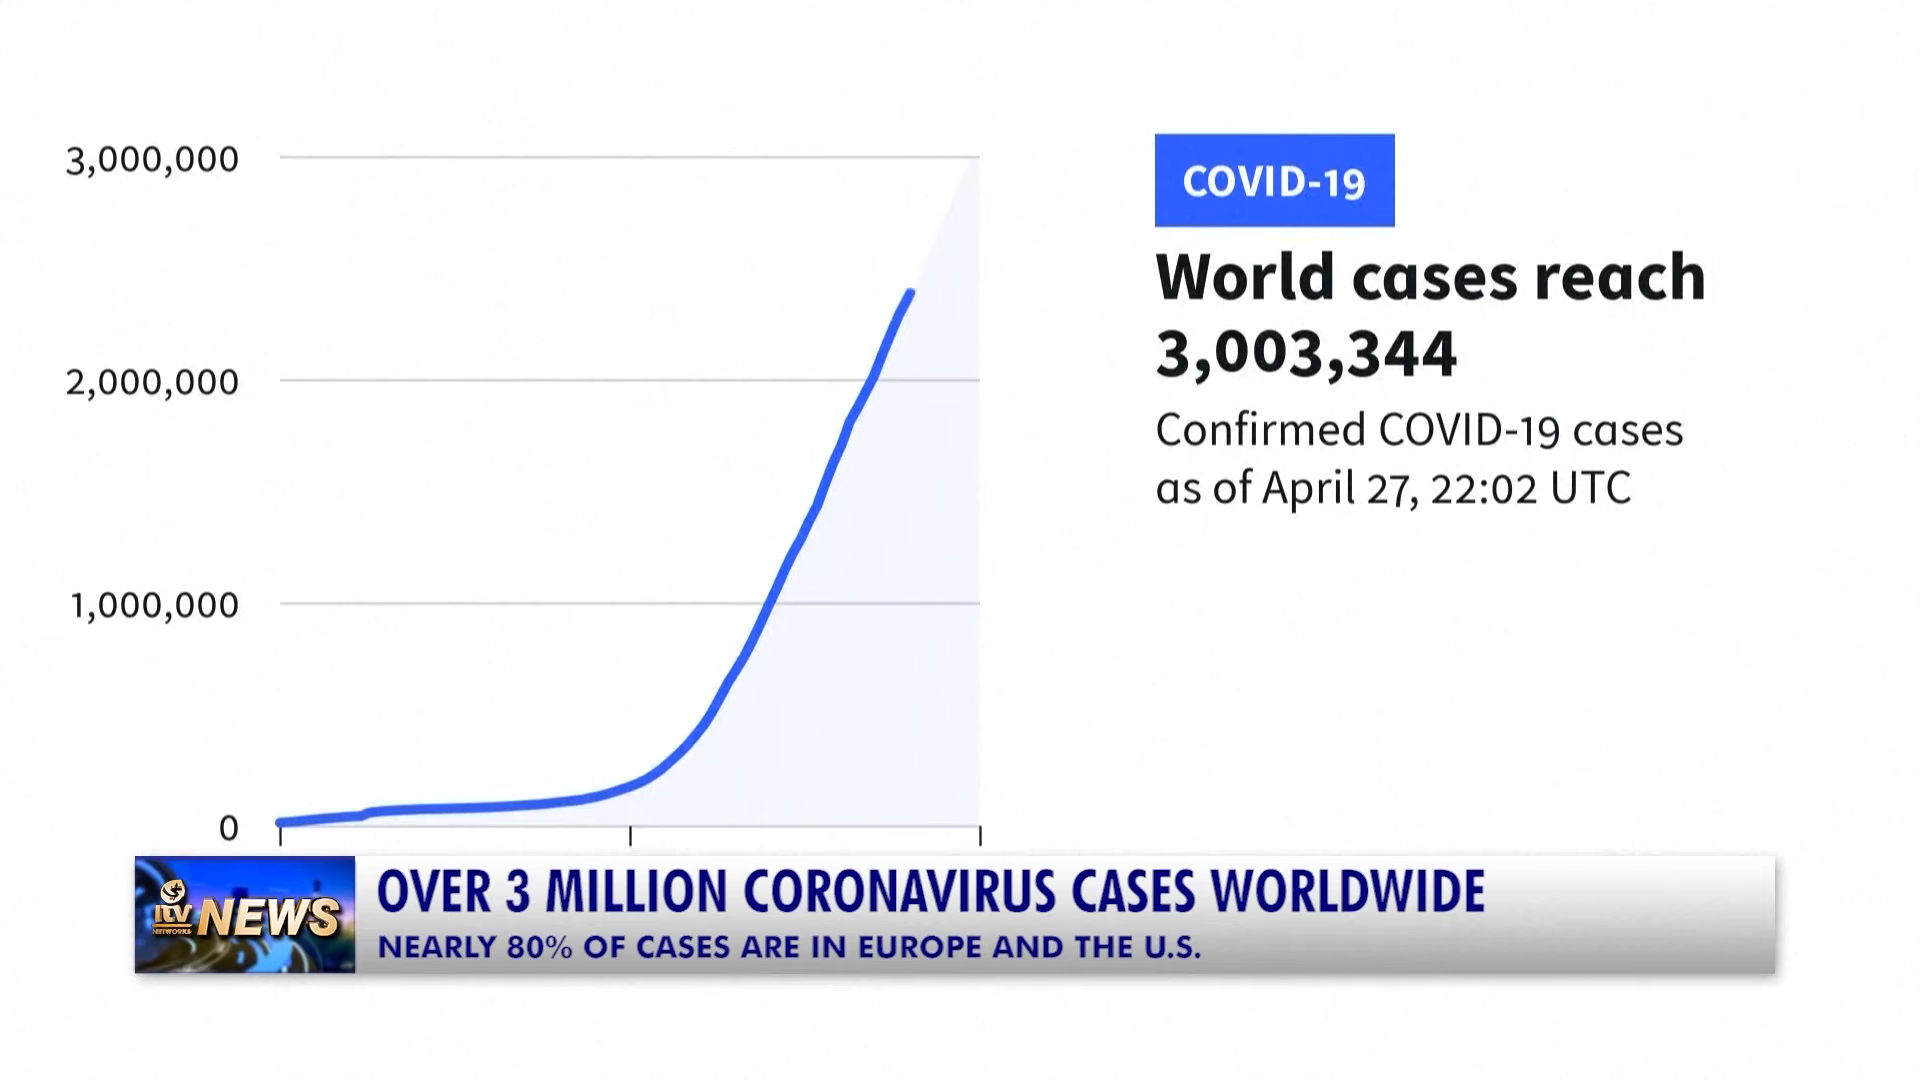 3,000,000
2,000,000
1,000,000
0
COVID-19
World cases reach
3,003,344
Confirmed COVID-19 cases
as of April 27, 22:02 UTC
itv
NETWORKS
NEWS
OVER 3 MILLION CORONAVIRUS CASES WORLDWIDE
NEARLY 80% OF CASES ARE IN EUROPE AND THE U.S.